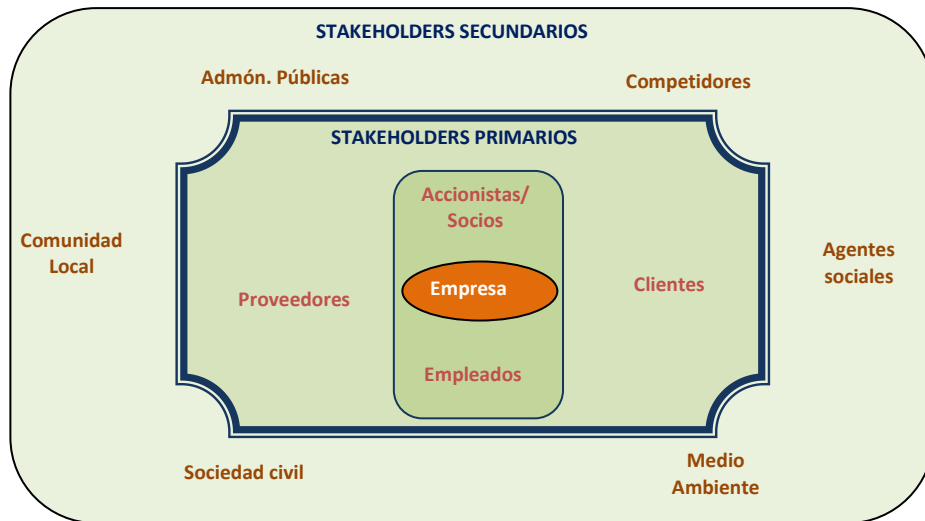 STAKEHOLDERS SECUNDARIOS
Admón. Públicas
Competidores
STAKEHOLDERS PRIMARIOS
Accionistas/
Socios
Comunidad
Local
Agentes
sociales
Proveedores
Empresa
Clientes
Empleados
Sociedad civil
Medio
Ambiente